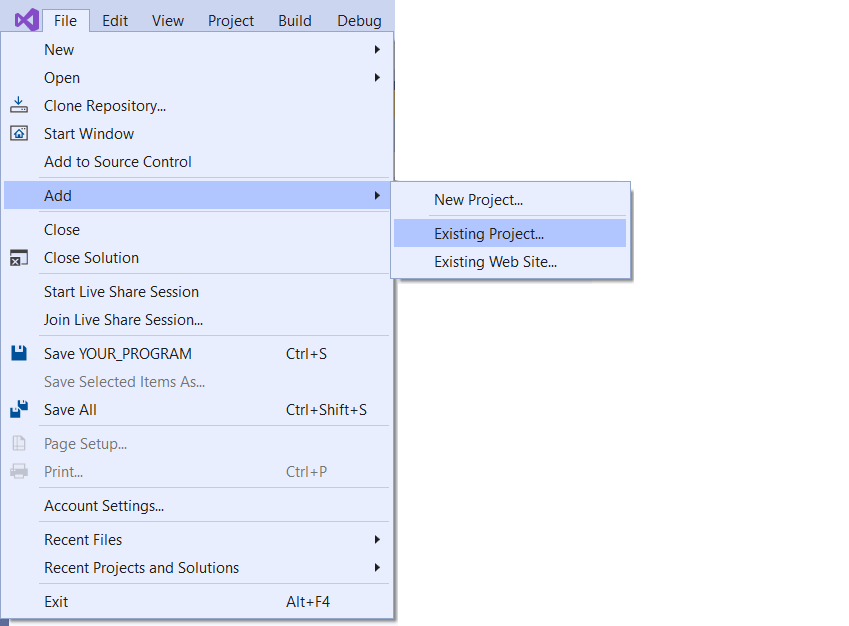 File Edit View Project Build Debug
New
Open
Clone Repository...
Start Window
Add to Source Control
Add
New Project...
Existing Project...
Existing Web Site...
Close
Close Solution
Start Live Share Session
Join Live Share Session...
Save YOUR_PROGRAM Ctrl+S
Save Selected Items As...
Save All Ctrl+Shift+S
Page Setup...
Print... Ctrl+P
Account Settings...
Recent Files
Recent Projects and Solutions
Exit Alt+F4